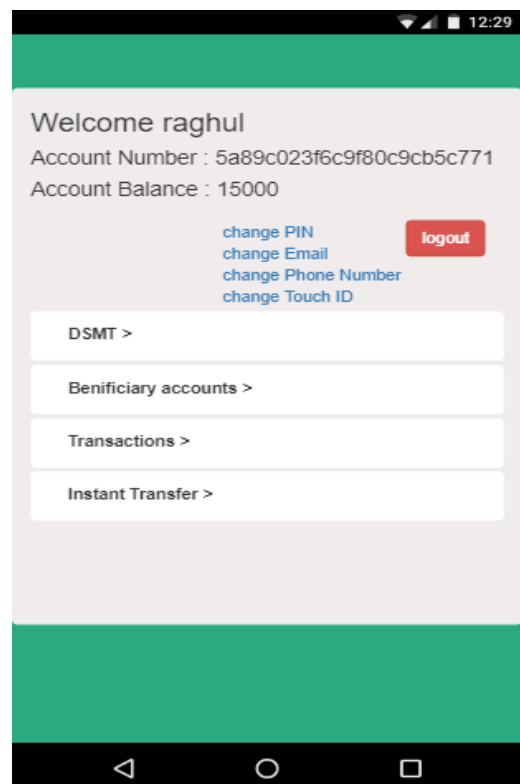 12:29
Welcome raghul
Account Number : 5a89c023f6c9f80c9cb5c771
Account Balance : 15000
change PIN
logout
change Email
change Phone Number
change Touch ID
DSMT >
Benificiary accounts >
Transactions >
Instant Transfer >